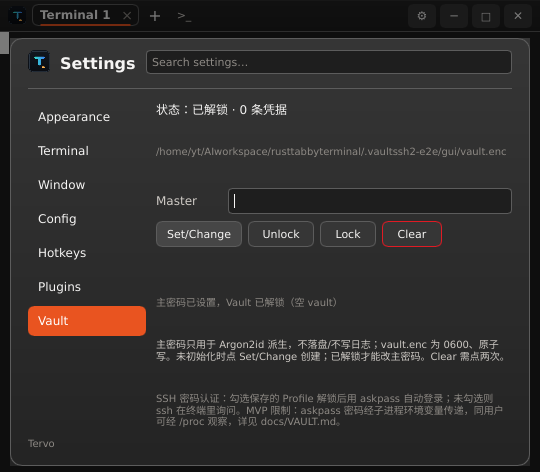 Terminal 1
>_
Settings
Search settings...
Appearance
Terminal
Window
Config
Hotkeys
Plugins
Vault
Tervo
状态：已解锁 · 0 条凭据
/home/yt/AIworkspace/rusttabbyterminal/.vaultssh2-e2e/gui/vault.enc
Master
Set/Change
Unlock
Lock
Clear
主密码已设置，Vault 已解锁（空 vault）
主密码只用于 Argon2id 派生，不落盘/不写日志；vault.enc 为 0600、原子
写。未初始化时点 Set/Change 创建；已解锁才能改主密码。Clear 需点两次。
SSH 密码认证：勾选保存的 Profile 解锁后用 askpass 自动登录；未勾选则
ssh 在终端里询问。MVP 限制：askpass 密码经子进程环境变量传递，同用户
可经 /proc 观察，详见 docs/VAULT.md。